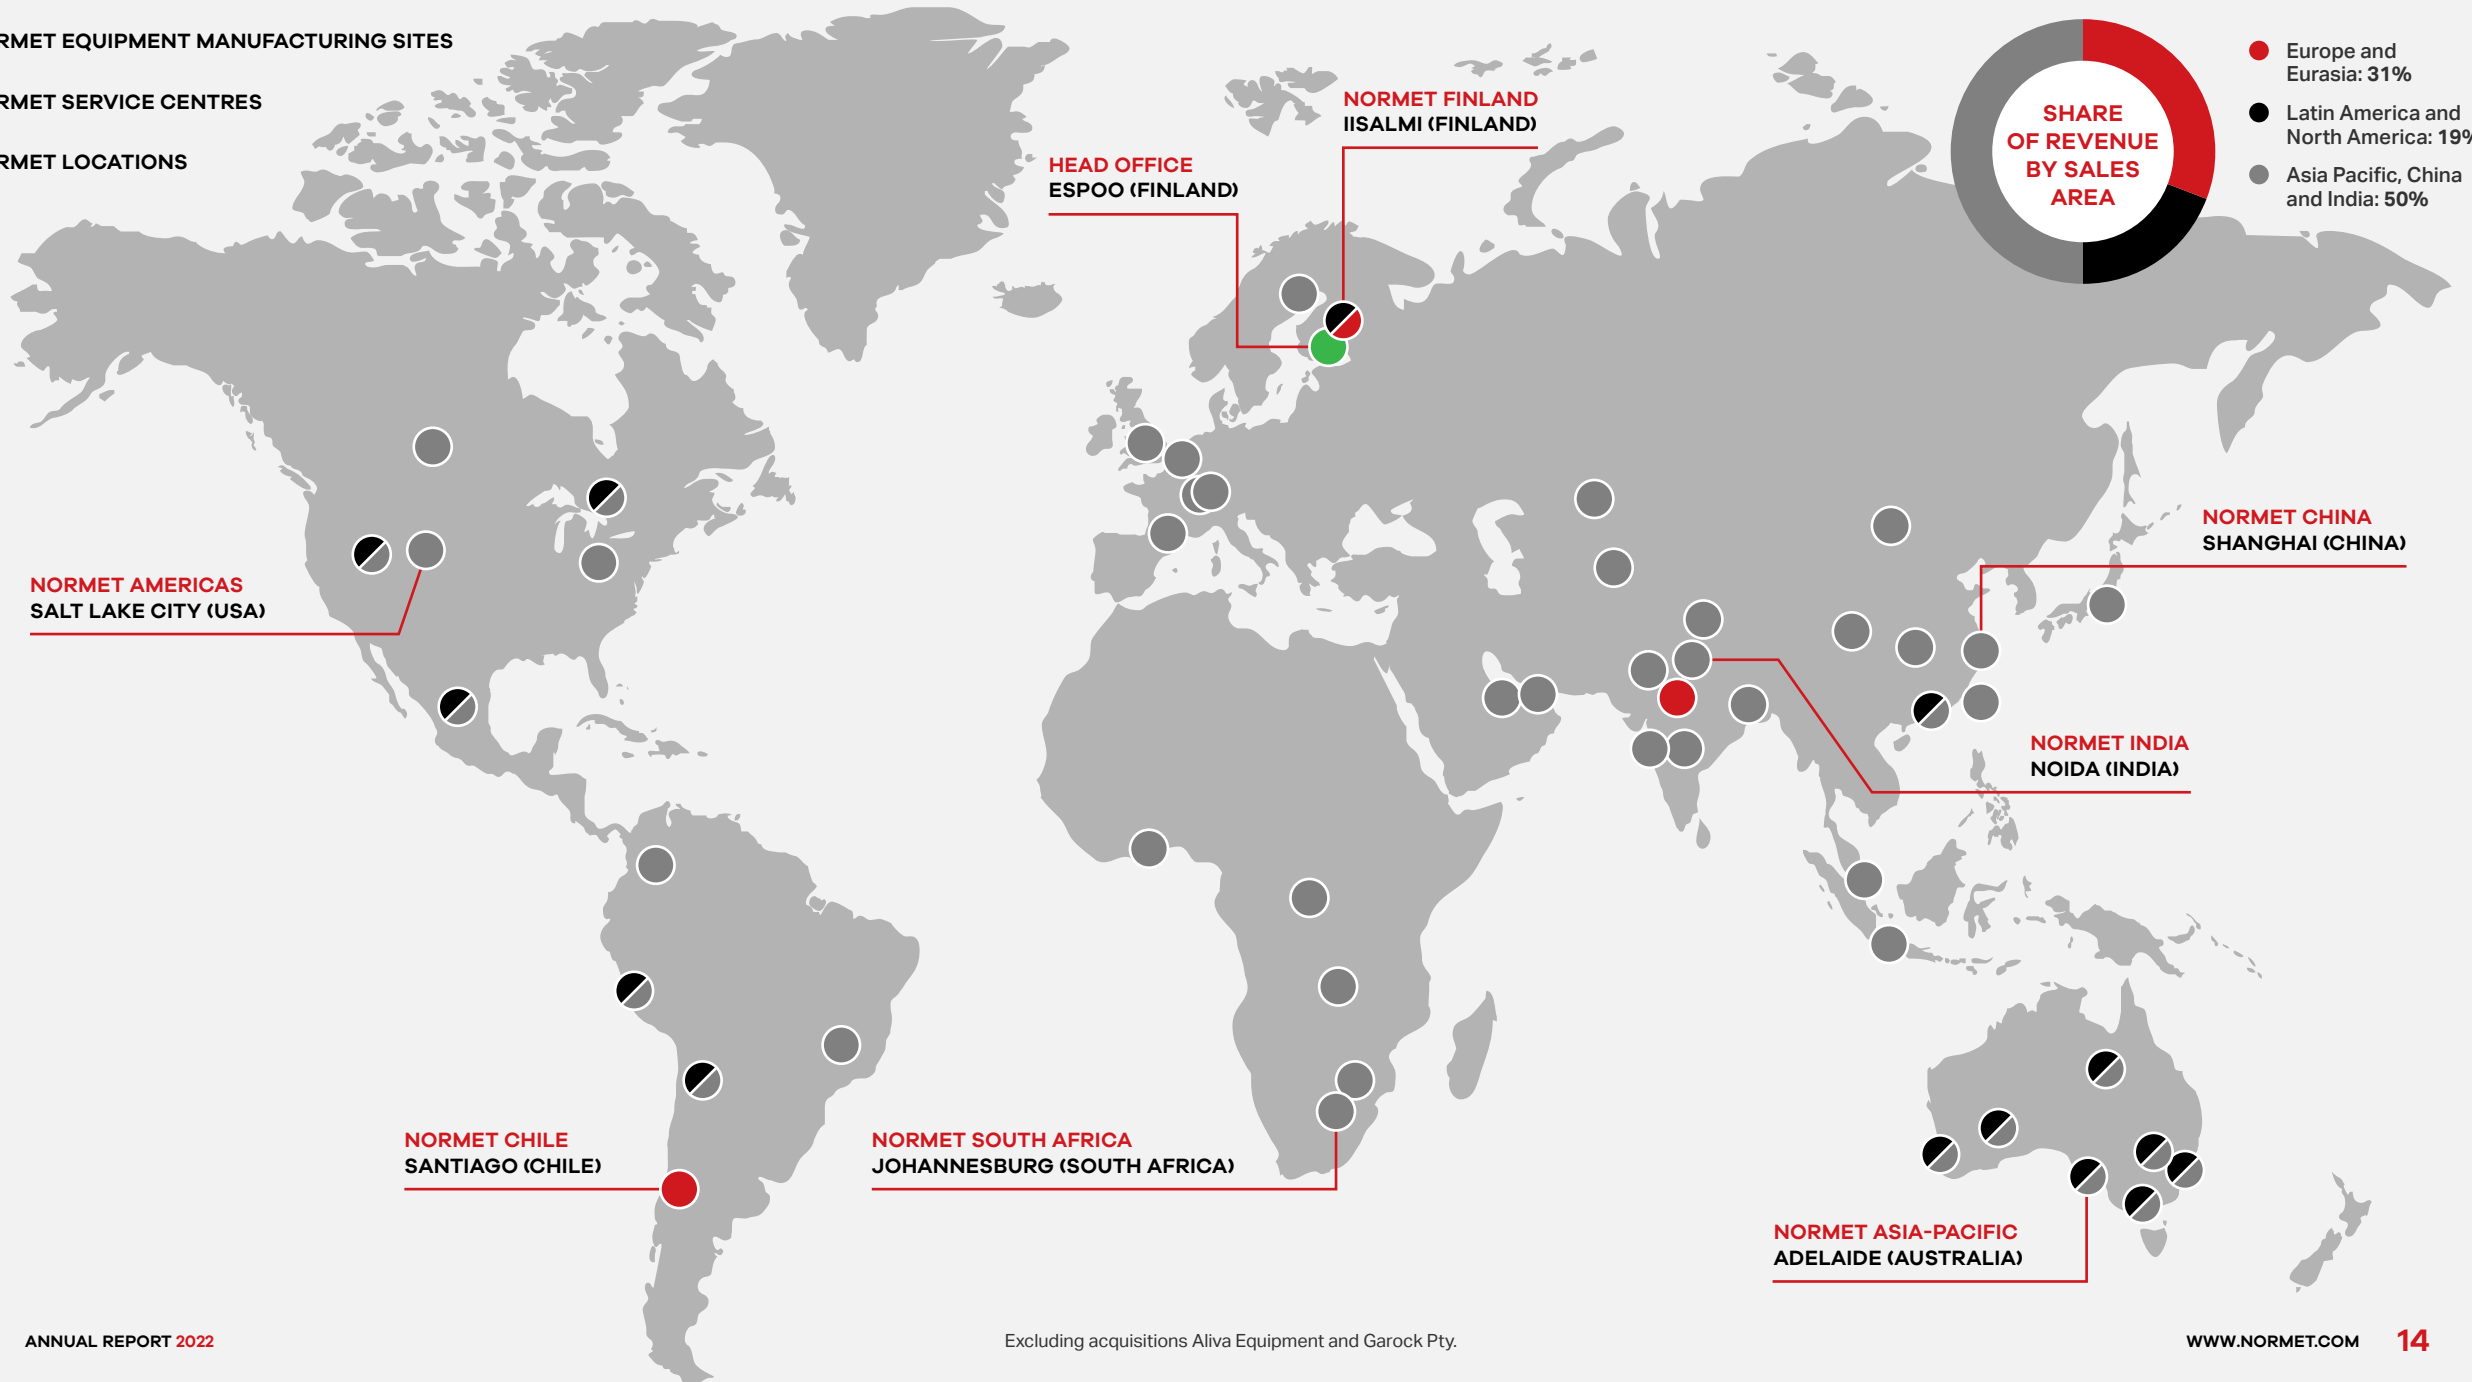 RMET EQUIPMENT MANUFACTURING SITES
RMET SERVICE CENTRES
RMET LOCATIONS
NORMET FINLAND
IISALMI (FINLAND)
HEAD OFFICE
ESPOO (FINLAND)
SHARE
OF REVENUE
BY SALES
AREA
Europe and
Eurasia: 31%
Latin America and
North America: 19%
Asia Pacific, China
and India: 50%
NORMET AMERICAS
SALT LAKE CITY (USA)
NORMET CHINA
SHANGHAI (CHINA)
NORMET INDIA
NOIDA (INDIA)
NORMET CHILE
SANTIAGO (CHILE)
NORMET SOUTH AFRICA
JOHANNESBURG (SOUTH AFRICA)
NORMET ASIA-PACIFIC
ADELAIDE (AUSTRALIA)
ANNUAL REPORT 2022
Excluding acquisitions Aliva Equipment and Garock Pty.
WWW.NORMET.COM
14